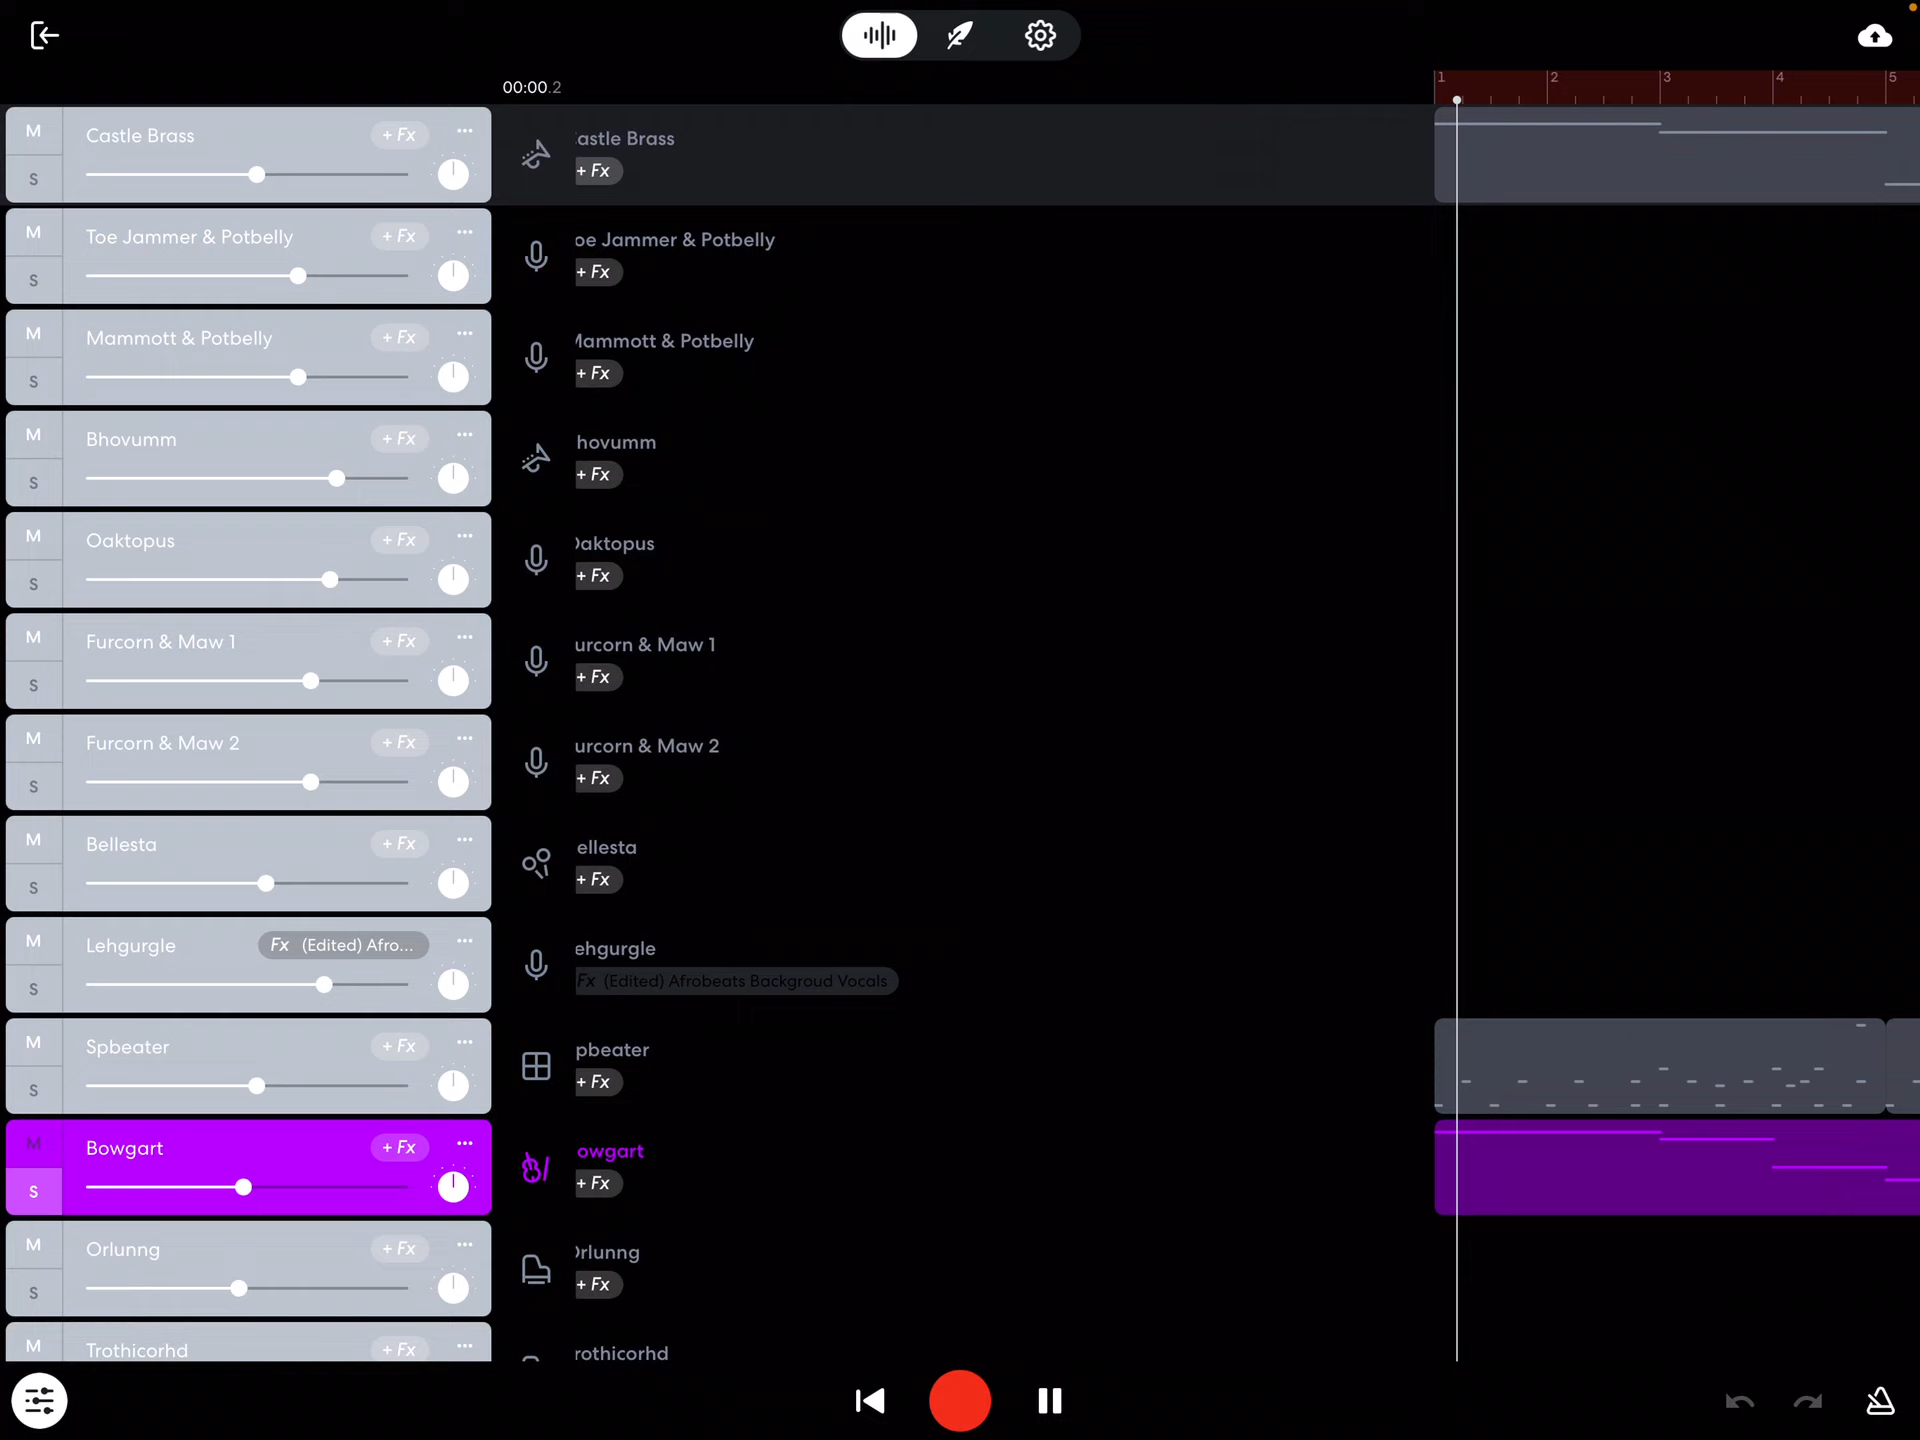 00:00.2
1 2 3 4 5
M
Castle Brass + Fx ...
S
astle Brass
+ Fx
M
Toe Jammer & Potbelly + Fx ...
S
oe Jammer & Potbelly
+ Fx
M
Mammott & Potbelly + Fx ...
S
Mammott & Potbelly
+ Fx
M
Bhovumm + Fx ...
S
hovumm
+ Fx
M
Oaktopus + Fx ...
S
Oaktopus
+ Fx
M
Furcorn & Maw 1 + Fx ...
S
urcorn & Maw 1
+ Fx
M
Furcorn & Maw 2 + Fx ...
S
urcorn & Maw 2
+ Fx
M
Bellesta + Fx ...
S
ellesta
+ Fx
M
Lehgurgle Fx (Edited) Afro... ...
S
ehgurgle
Fx (Edited) Afrobeats Backgroud Vocals
M
Spbeater + Fx ...
S
pbeater
+ Fx
M
Bowgart + Fx ...
S
owgart
+ Fx
M
Orlunng + Fx ...
S
Orlunng
+ Fx
M
Trothicorhd + Fx ...
rothicorhd